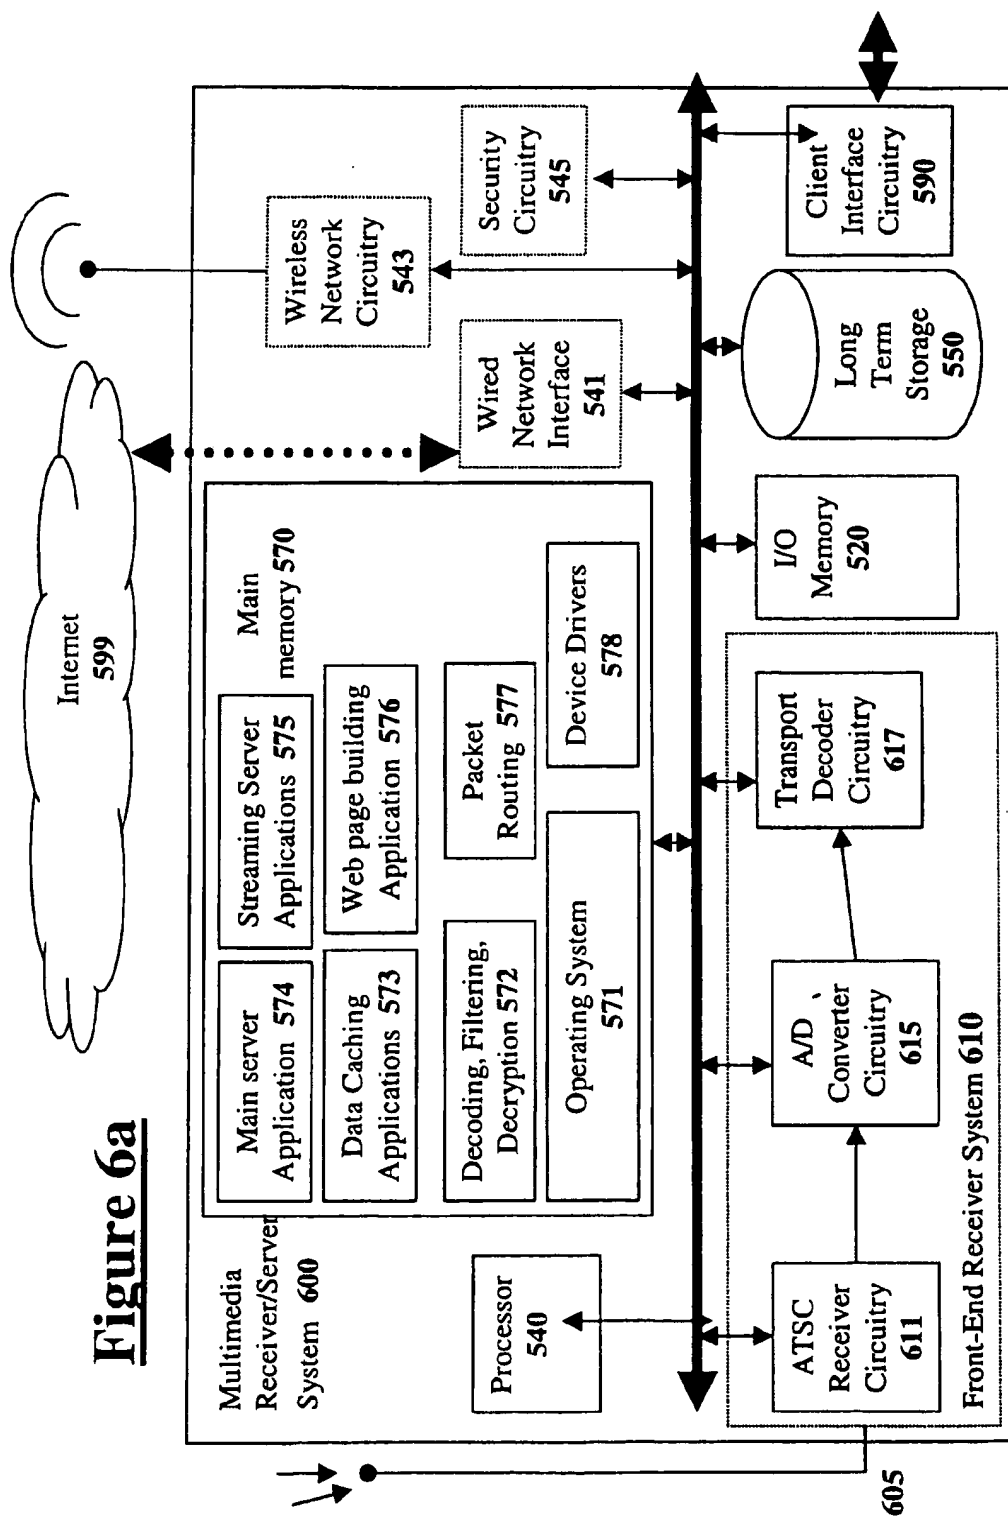 Figure 6a
Internet
599
Multimedia
Receiver/Server
System 600
Main server
Application 574
Streaming Server
Applications 575
Main
memory 570
Data Caching
Applications 573
Web page building
Application 576
Decoding, Filtering,
Decryption 572
Packet
Routing 577
Operating System
571
Device Drivers
578
Wireless
Network
Circuitry
543
Wired
Network
Interface
541
Security
Circuitry
545
Processor
540
ATSC
Receiver
Circuitry
611
A/D
Converter
Circuitry
615
Transport
Decoder
Circuitry
617
Front-End Receiver System 610
I/O
Memory
520
Long
Term
Storage
550
Client
Interface
Circuitry
590
605